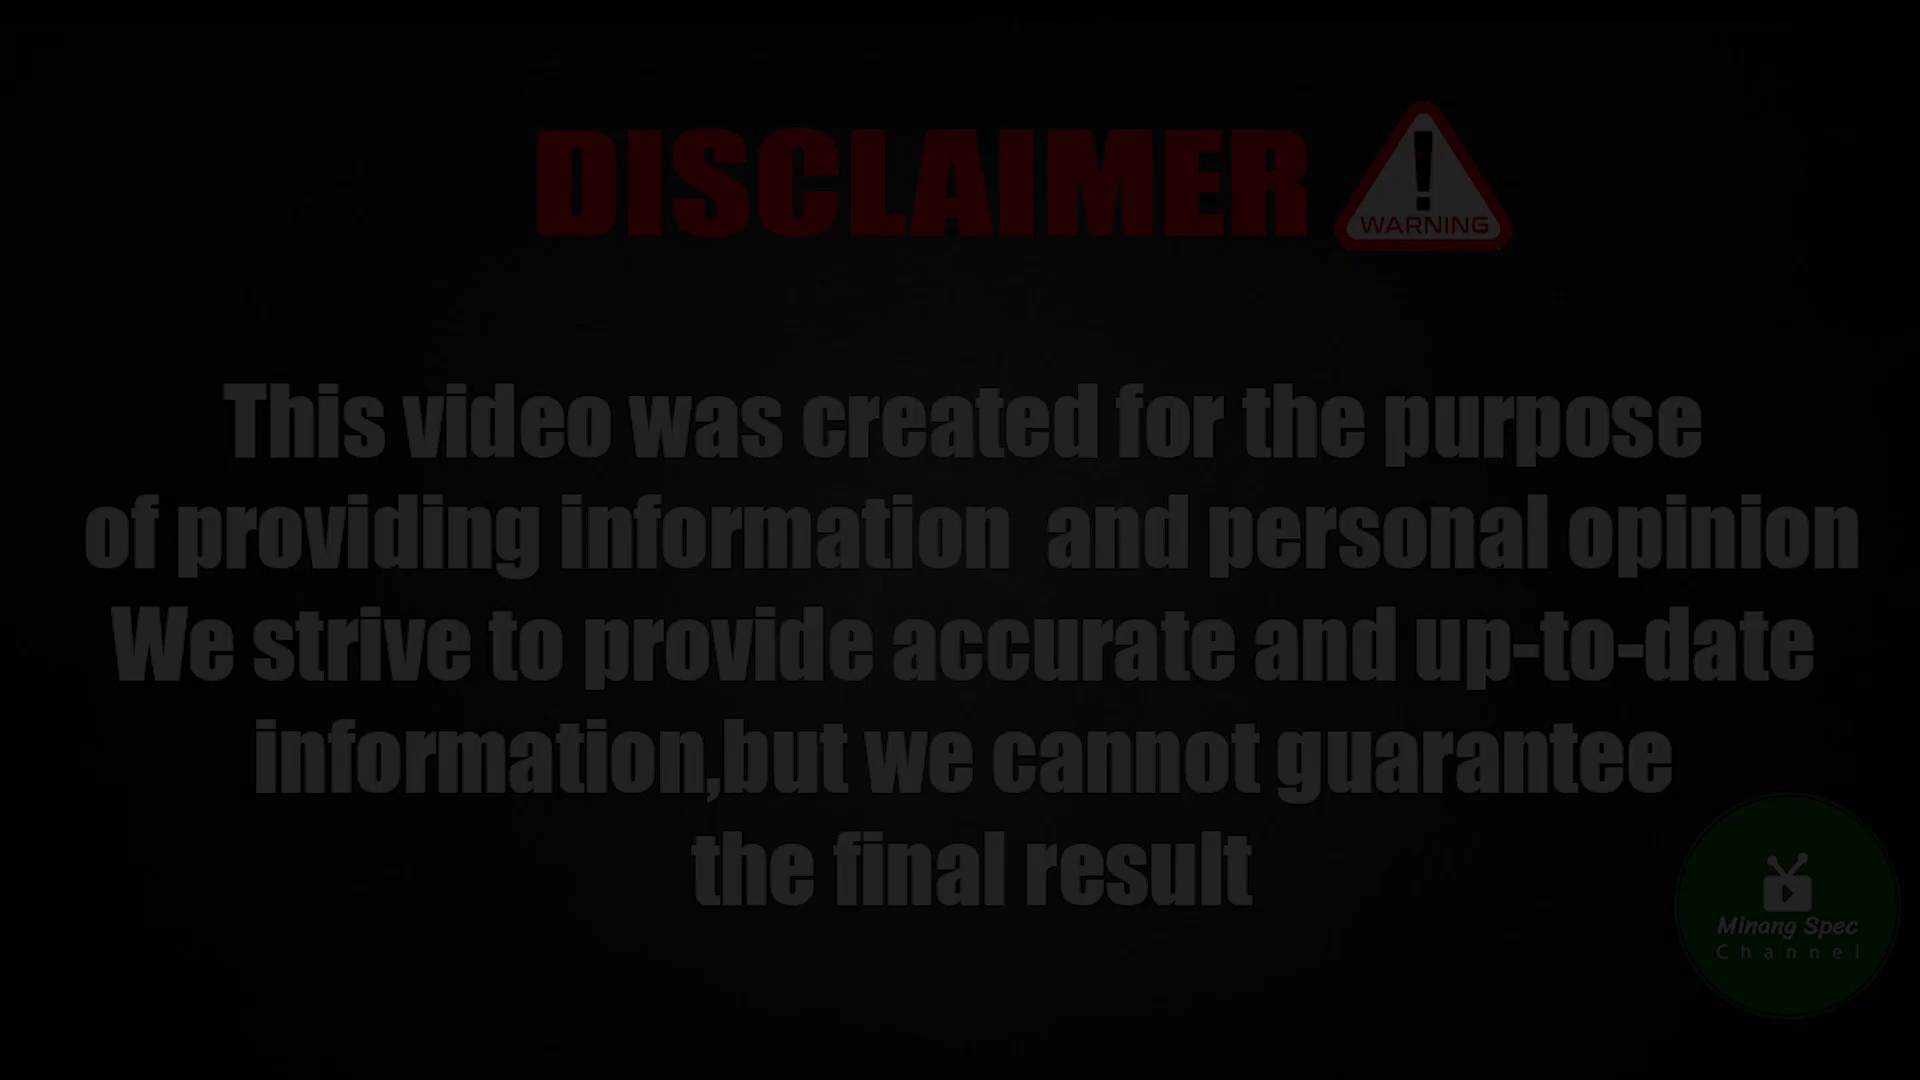 DISCLAIMER
WARNING
This video was created for the purpose
of providing information  and personal opinion
We strive to provide accurate and up-to-date
information,but we cannot guarantee
the final result
Minang Spec
Channel